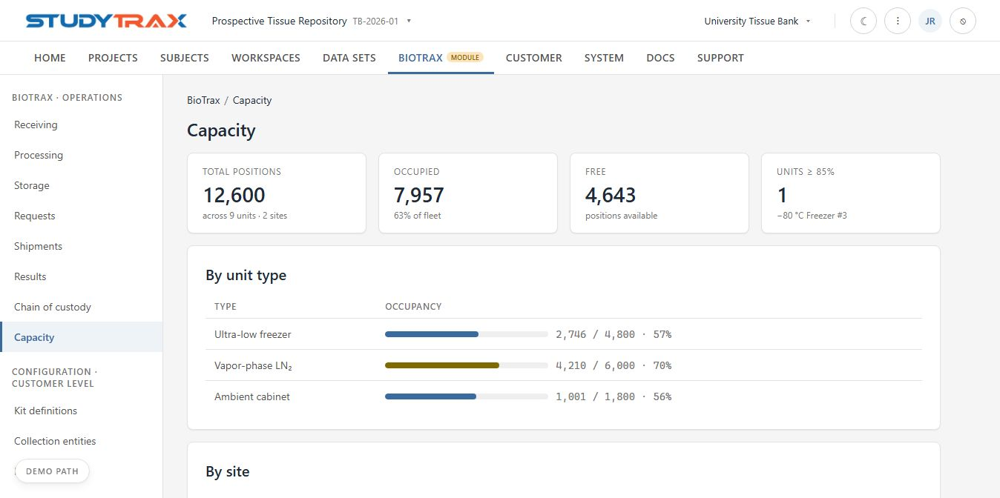 STUDYTRAX
Prospective Tissue Repository TB-2026-01
University Tissue Bank
JR
HOME PROJECTS SUBJECTS WORKSPACES DATA SETS BIOTRAX MODULE CUSTOMER SYSTEM DOCS SUPPORT
BIOTRAX · OPERATIONS
Receiving
Processing
Storage
Requests
Shipments
Results
Chain of custody
Capacity
CONFIGURATION ·
CUSTOMER LEVEL
Kit definitions
Collection entities
DEMO PATH
BioTrax / Capacity
Capacity
TOTAL POSITIONS
12,600
across 9 units · 2 sites
OCCUPIED
7,957
63% of fleet
FREE
4,643
positions available
UNITS ≥ 85%
1
−80 °C Freezer #3
By unit type
TYPE OCCUPANCY
Ultra-low freezer 2,746 / 4,800 · 57%
Vapor-phase LN₂ 4,210 / 6,000 · 70%
Ambient cabinet 1,001 / 1,800 · 56%
By site